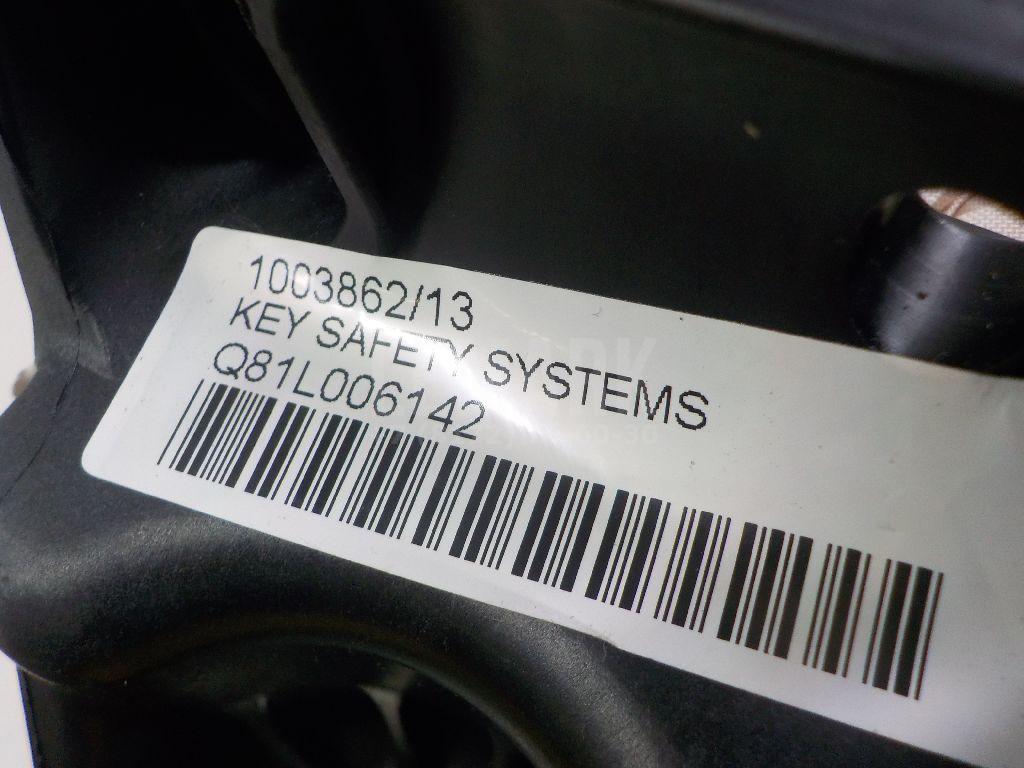 1003862/13
KEY SAFETY SYSTEMS
Q81L006142